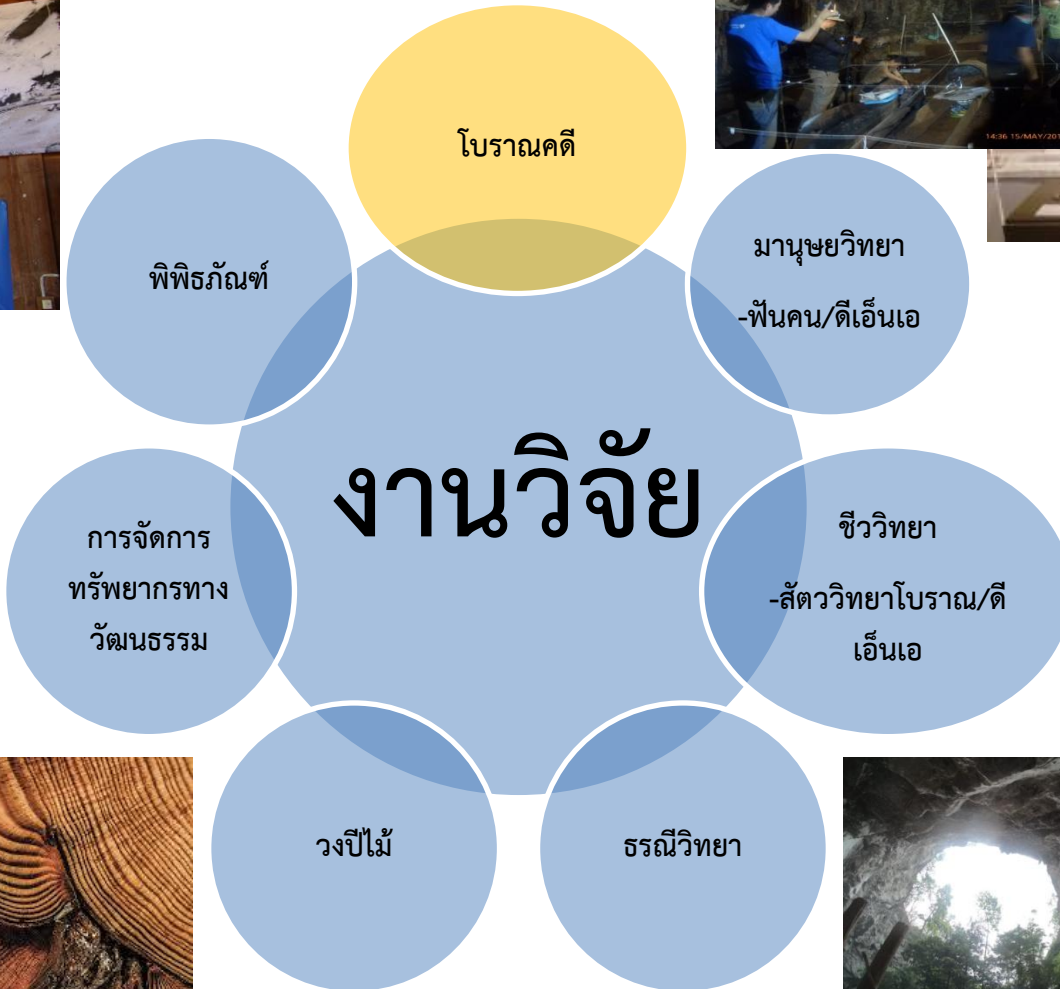 โบราณคดี
14:36 15/MAY/201
มานุษยวิทยา
-ฟันคน/ดีเอ็นเอ
พิพิธภัณฑ์
งานวิจัย
ชีววิทยา
-สัตววิทยาโบราณ/ดี
เอ็นเอ
การจัดการ
ทรัพยากรทาง
วัฒนธรรม
วงปีไม้
ธรณีวิทยา